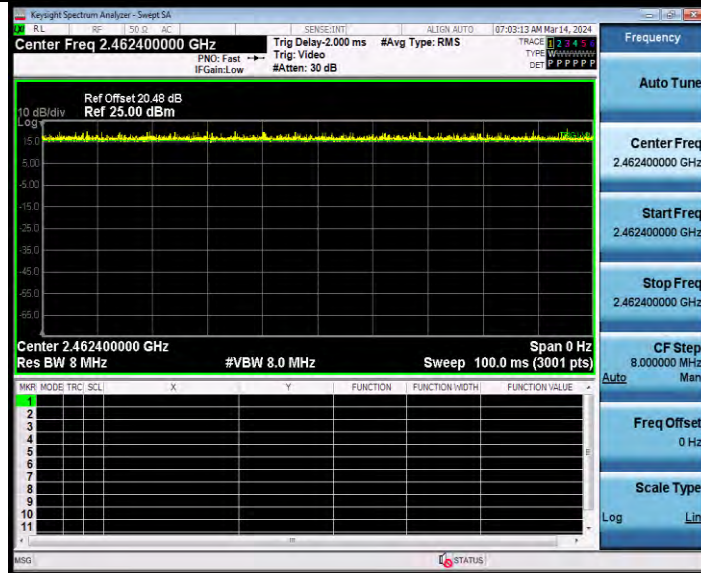 Keysight Spectrum Analyzer - Swept SA
RL RF 50 Ω AC SENSE:INT ALIGN AUTO 07:03:13 AM Mar 14, 2024
Center Freq 2.462400000 GHz
PNO: Fast
IFGain:Low
Trig Delay-2.000 ms
Trig: Video
#Atten: 30 dB
#Avg Type: RMS
TRACE 1 2 3 4 5 6
TYPE
DET P P P P P P
Ref Offset 20.48 dB
10 dB/div Ref 25.00 dBm
Log
15.0
5.00
-5.00
-15.0
-25.0
-35.0
-45.0
-55.0
-65.0
Center 2.462400000 GHz Span 0 Hz
Res BW 8 MHz #VBW 8.0 MHz Sweep 100.0 ms (3001 pts)
MKR MODE TRC SCL X Y FUNCTION FUNCTION WIDTH FUNCTION VALUE
1
2
3
4
5
6
7
8
9
10
11
MSG STATUS
Frequency
Auto Tune
Center Freq
2.462400000 GHz
Start Freq
2.462400000 GHz
Stop Freq
2.462400000 GHz
CF Step
8.000000 MHz
Auto Man
Freq Offset
0 Hz
Scale Type
Log Lin